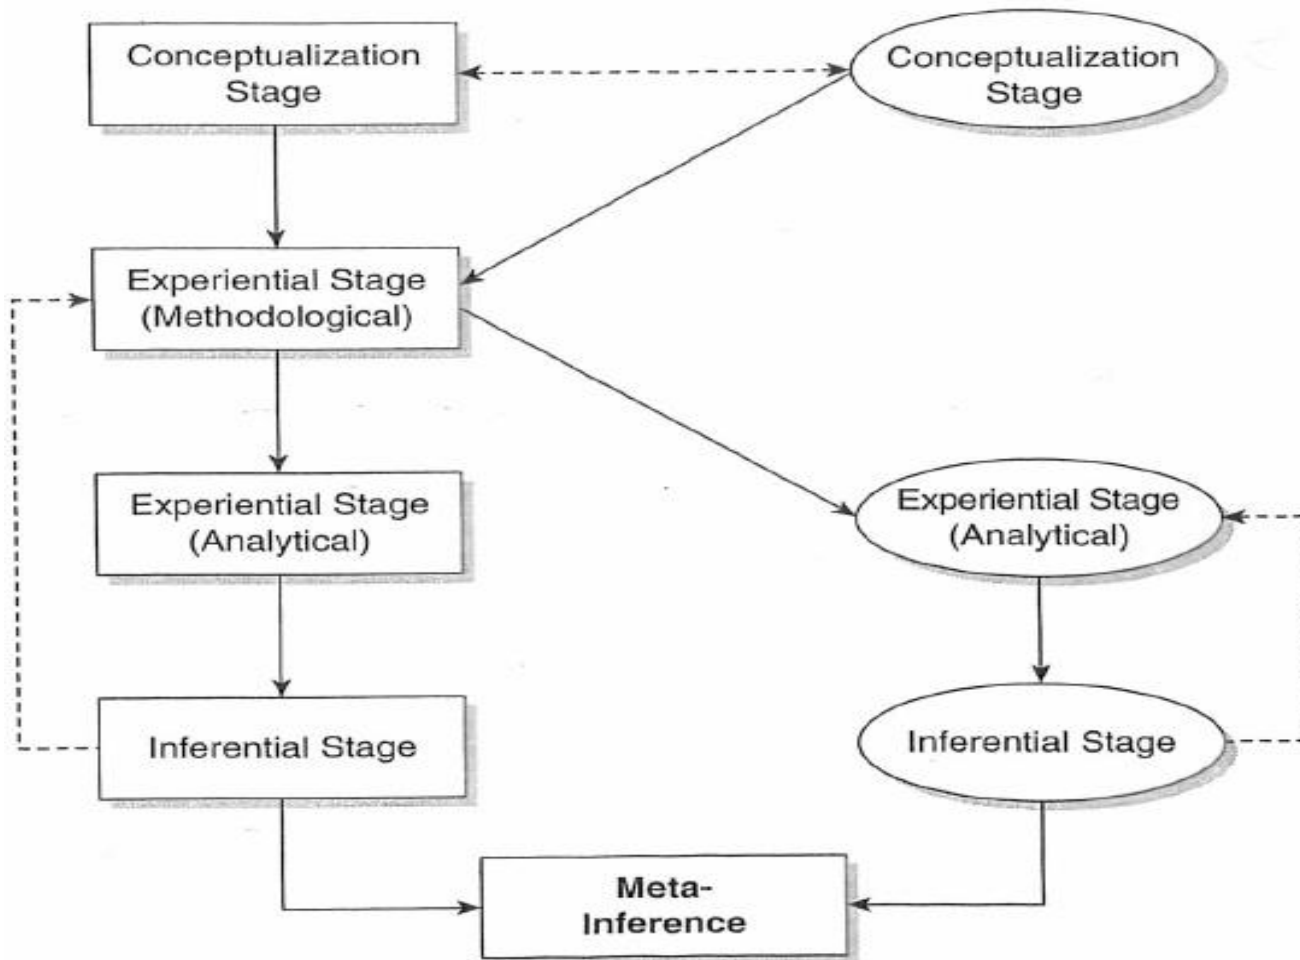 Conceptualization
Stage
Conceptualization
Stage
Experiential Stage
(Methodological)
Experiential Stage
(Analytical)
Experiential Stage
(Analytical)
Inferential Stage
Inferential Stage
Meta-
Inference